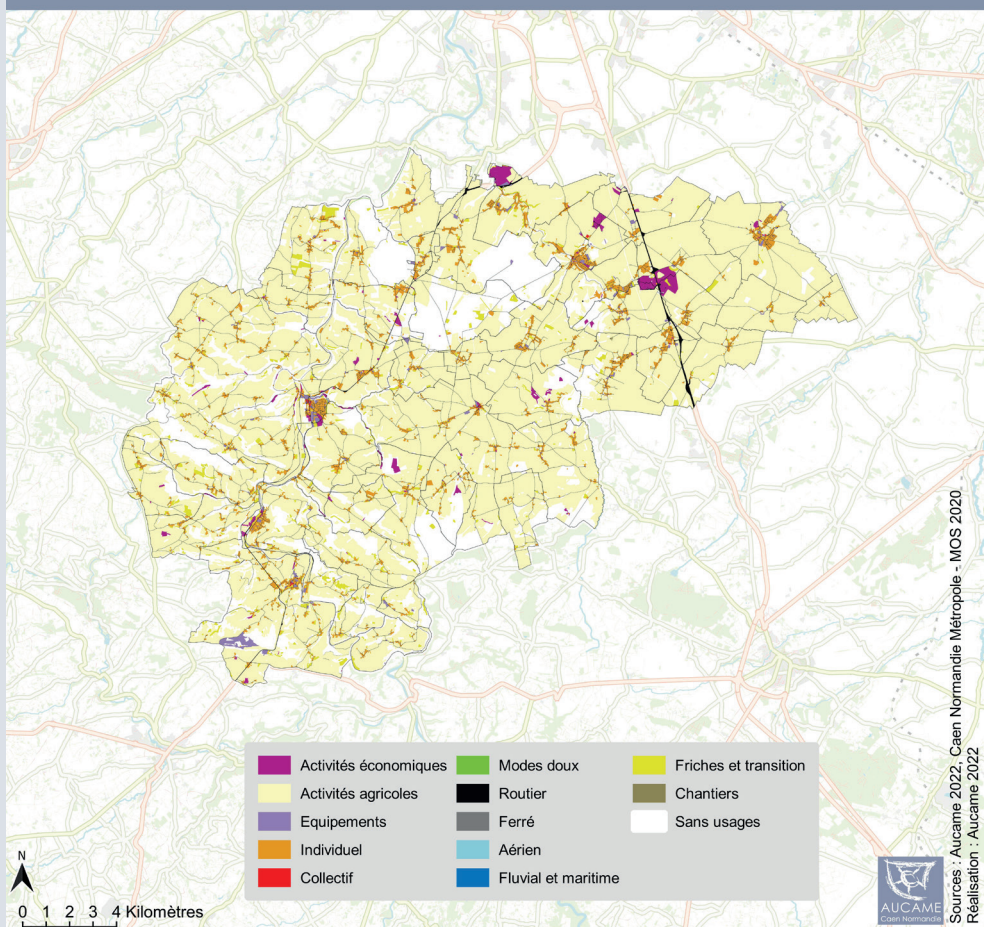 Activités économiques
Activités agricoles
Equipements
Individuel
Collectif
Modes doux
Routier
Ferré
Aérien
Fluvial et maritime
Friches et transition
Chantiers
Sans usages
N
0 1 2 3 4 Kilomètres
AUCAME
Caen Normandie
Sources : Aucame 2022, Caen Normandie Métropole - MOS 2020
Réalisation : Aucame 2022